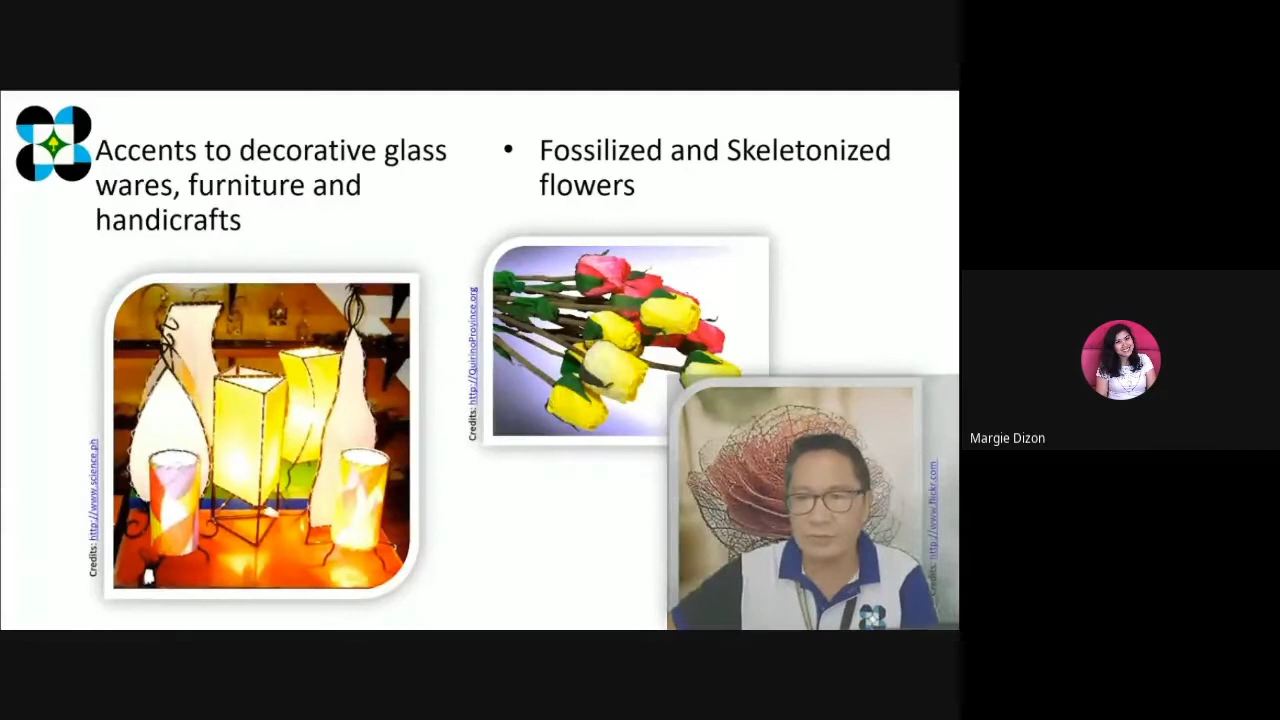 Accents to decorative glass
wares, furniture and
handicrafts
• Fossilized and Skeletonized
flowers
Credits: http://www.science.ph
Credits: http://QuirinoProvince.org
Credits: http://www.flickr.com
Margie Dizon